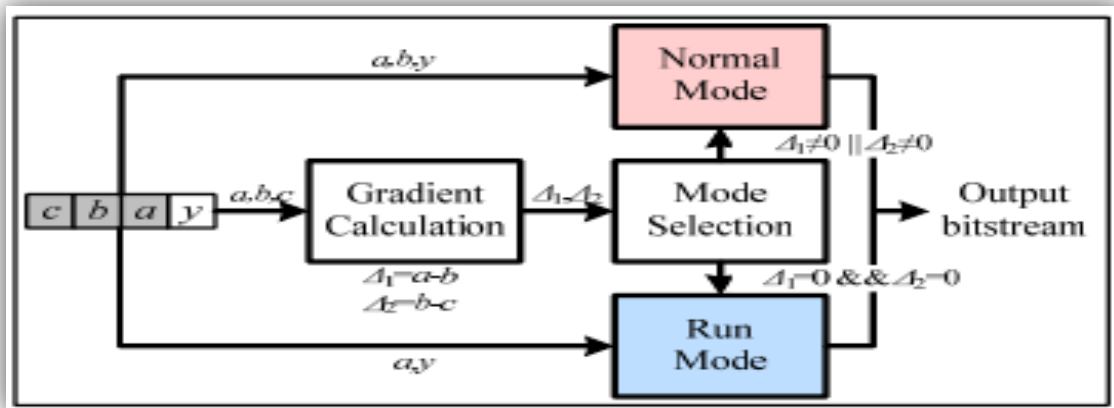 a,b,y
Normal
Mode
Δ₁≠0 || Δ₂≠0
c b a y
a,b,c
Gradient
Calculation
Δ₁,Δ₂
Mode
Selection
Output
bitstream
Δ₁=a-b
Δ₂=b-c
Δ₁=0 && Δ₂=0
Run
Mode
a,y